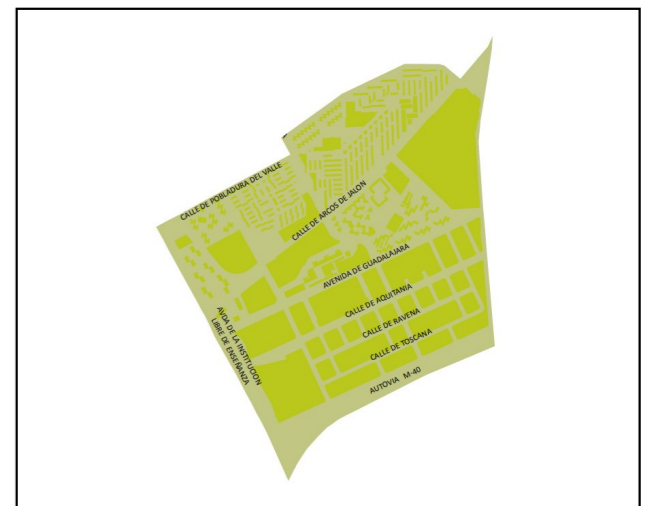 CALLE DE POBLADURA DEL VALLE
CALLE DE ARCOS DE JALON
AVENIDA DE GUADALAJARA
CALLE DE AQUITANIA
CALLE DE RAVENA
CALLE DE TOSCANA
AVDA DE LA INSTITUCION
LIBRE DE ENSEÑANZA
AUTOVIA M-40